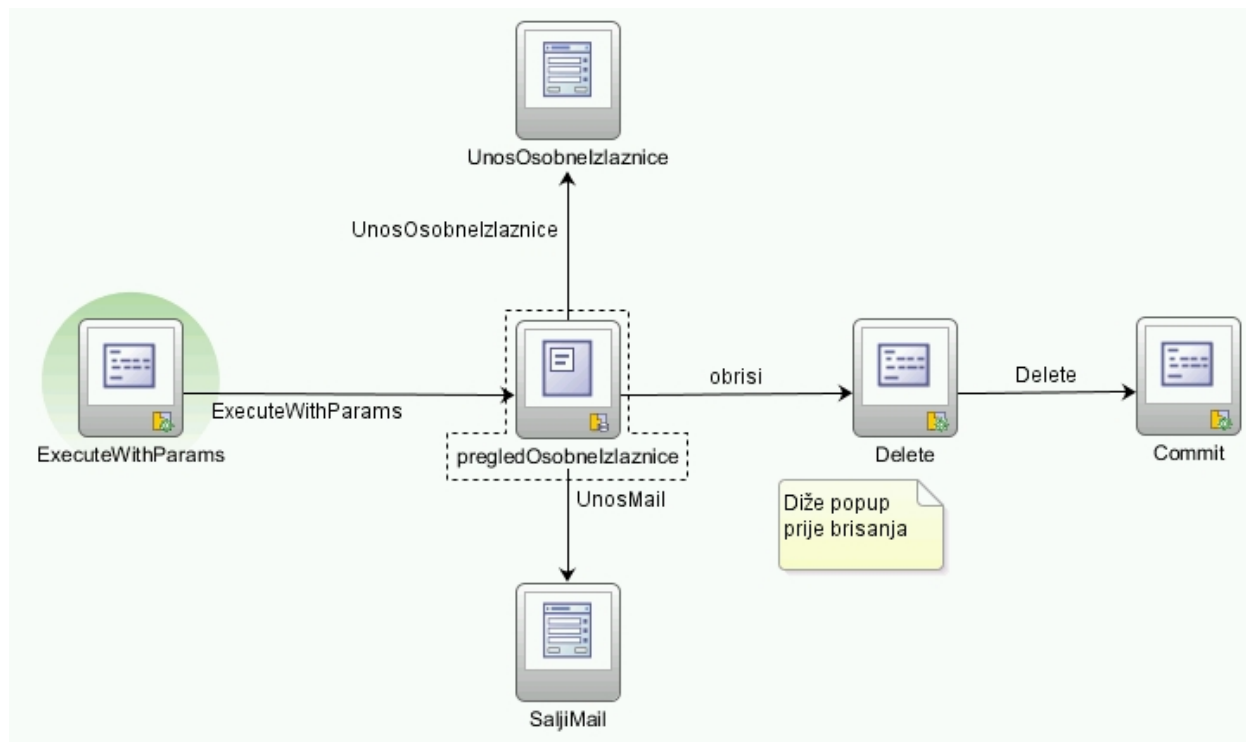 UnosOsobneIzlaznice
UnosOsobneIzlaznice
ExecuteWithParams
ExecuteWithParams
pregledOsobneIzlaznice
obrisi
Delete
Delete
Commit
UnosMail
Diže popup
prije brisanja
SaljiMail